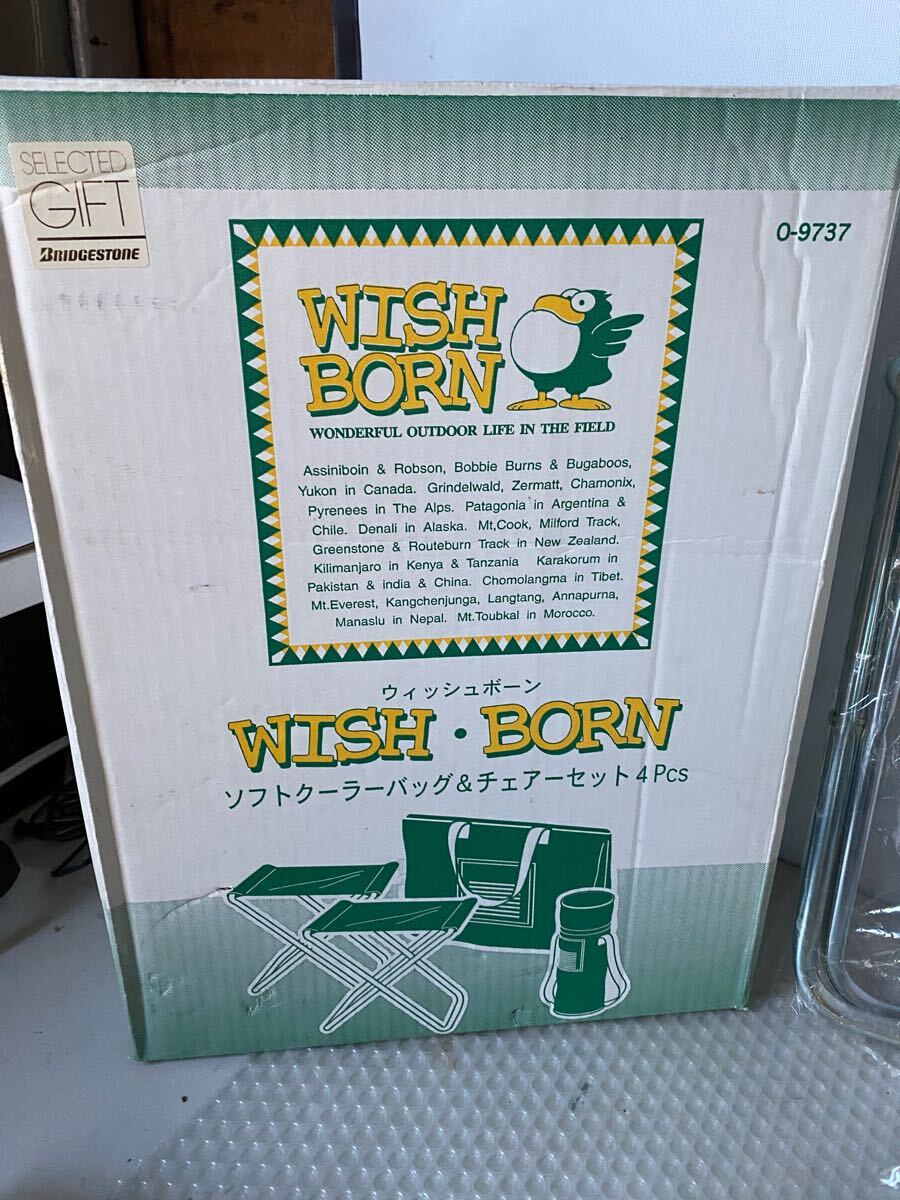 SELECTED
GIFT
BRIDGESTONE
O-9737
WISH
BORN
WONDERFUL OUTDOOR LIFE IN THE FIELD
Assiniboin & Robson, Bobbie Burns & Bugaboos,
Yukon in Canada. Grindelwald, Zermatt, Chamonix,
Pyrenees in The Alps. Patagonia in Argentina &
Chile. Denali in Alaska. Mt,Cook, Milford Track,
Greenstone & Routeburn Track in New Zealand.
Kilimanjaro in Kenya & Tanzania Karakorum in
Pakistan & india & China. Chomolangma in Tibet.
Mt.Everest, Kangchenjunga, Langtang, Annapurna,
Manaslu in Nepal. Mt.Toubkal in Morocco.
ウィッシュボーン
WISH・BORN
ソフトクーラーバッグ&チェアーセット 4 Pcs